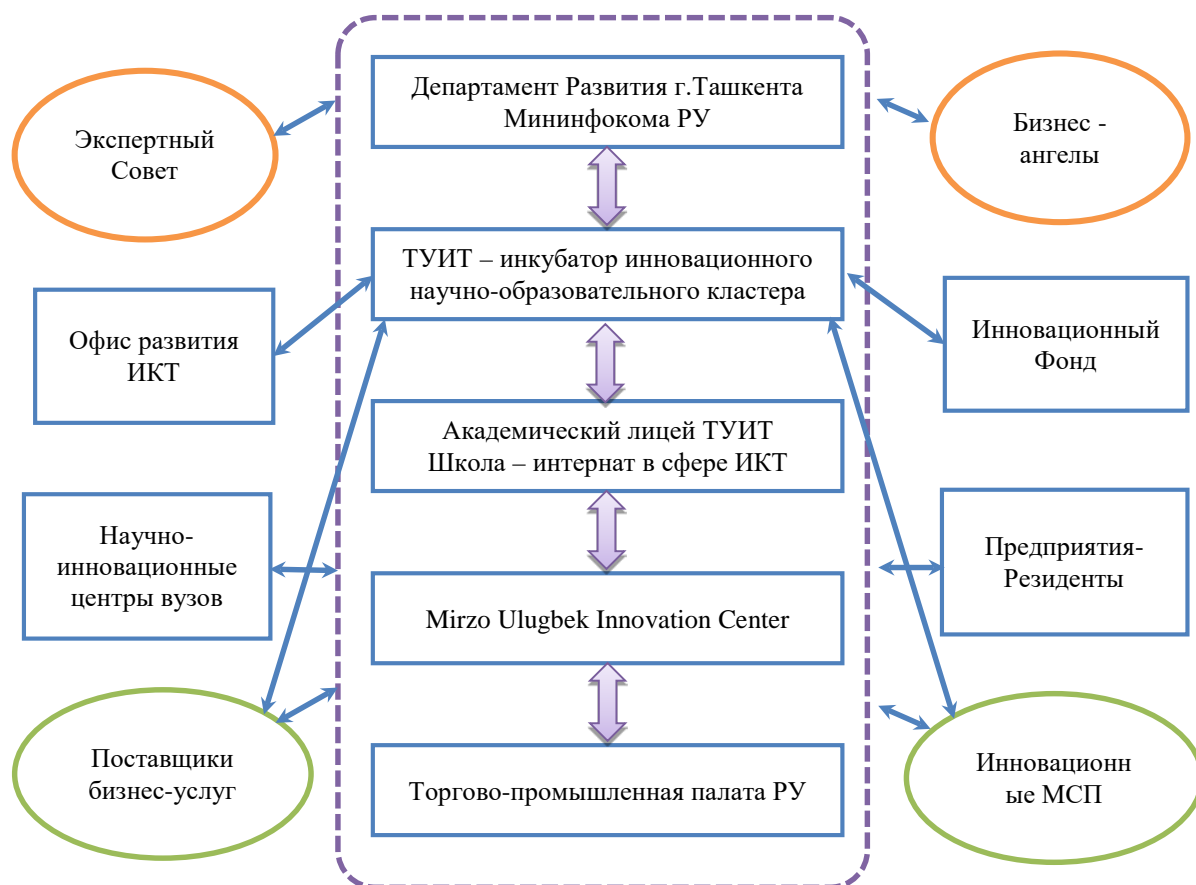 Департамент Развития г.Ташкента
Мининфокома РУ
Экспертный
Совет
Бизнес -
ангелы
ТУИТ – инкубатор инновационного
научно-образовательного кластера
Офис развития
ИКТ
Инновационный
Фонд
Академический лицей ТУИТ
Школа – интернат в сфере ИКТ
Научно-
инновационные
центры вузов
Предприятия-
Резиденты
Mirzo Ulugbek Innovation Center
Поставщики
бизнес-услуг
Инновационн
ые МСП
Торгово-промышленная палата РУ